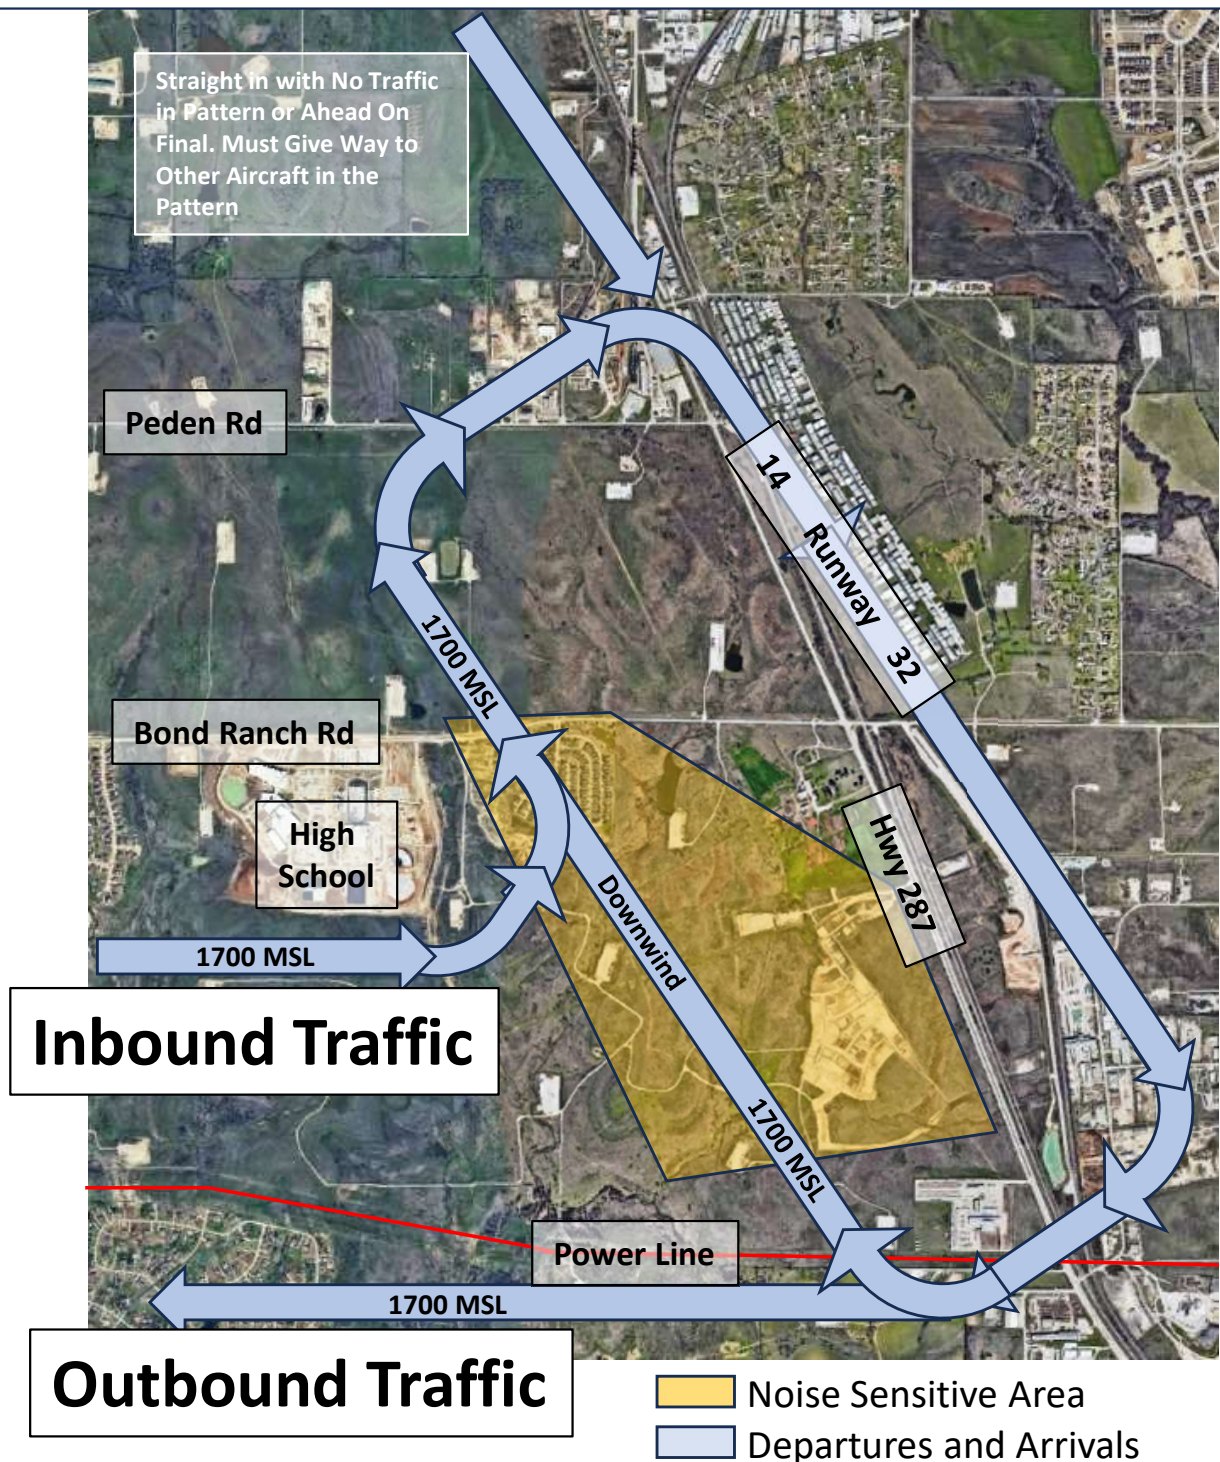 Straight in with No Traffic
in Pattern or Ahead On
Final. Must Give Way to
Other Aircraft in the
Pattern
Peden Rd
14
Runway
32
1700 MSL
Bond Ranch Rd
High
School
Hwy 287
Downwind
1700 MSL
Inbound Traffic
1700 MSL
Power Line
1700 MSL
Outbound Traffic
Noise Sensitive Area
Departures and Arrivals